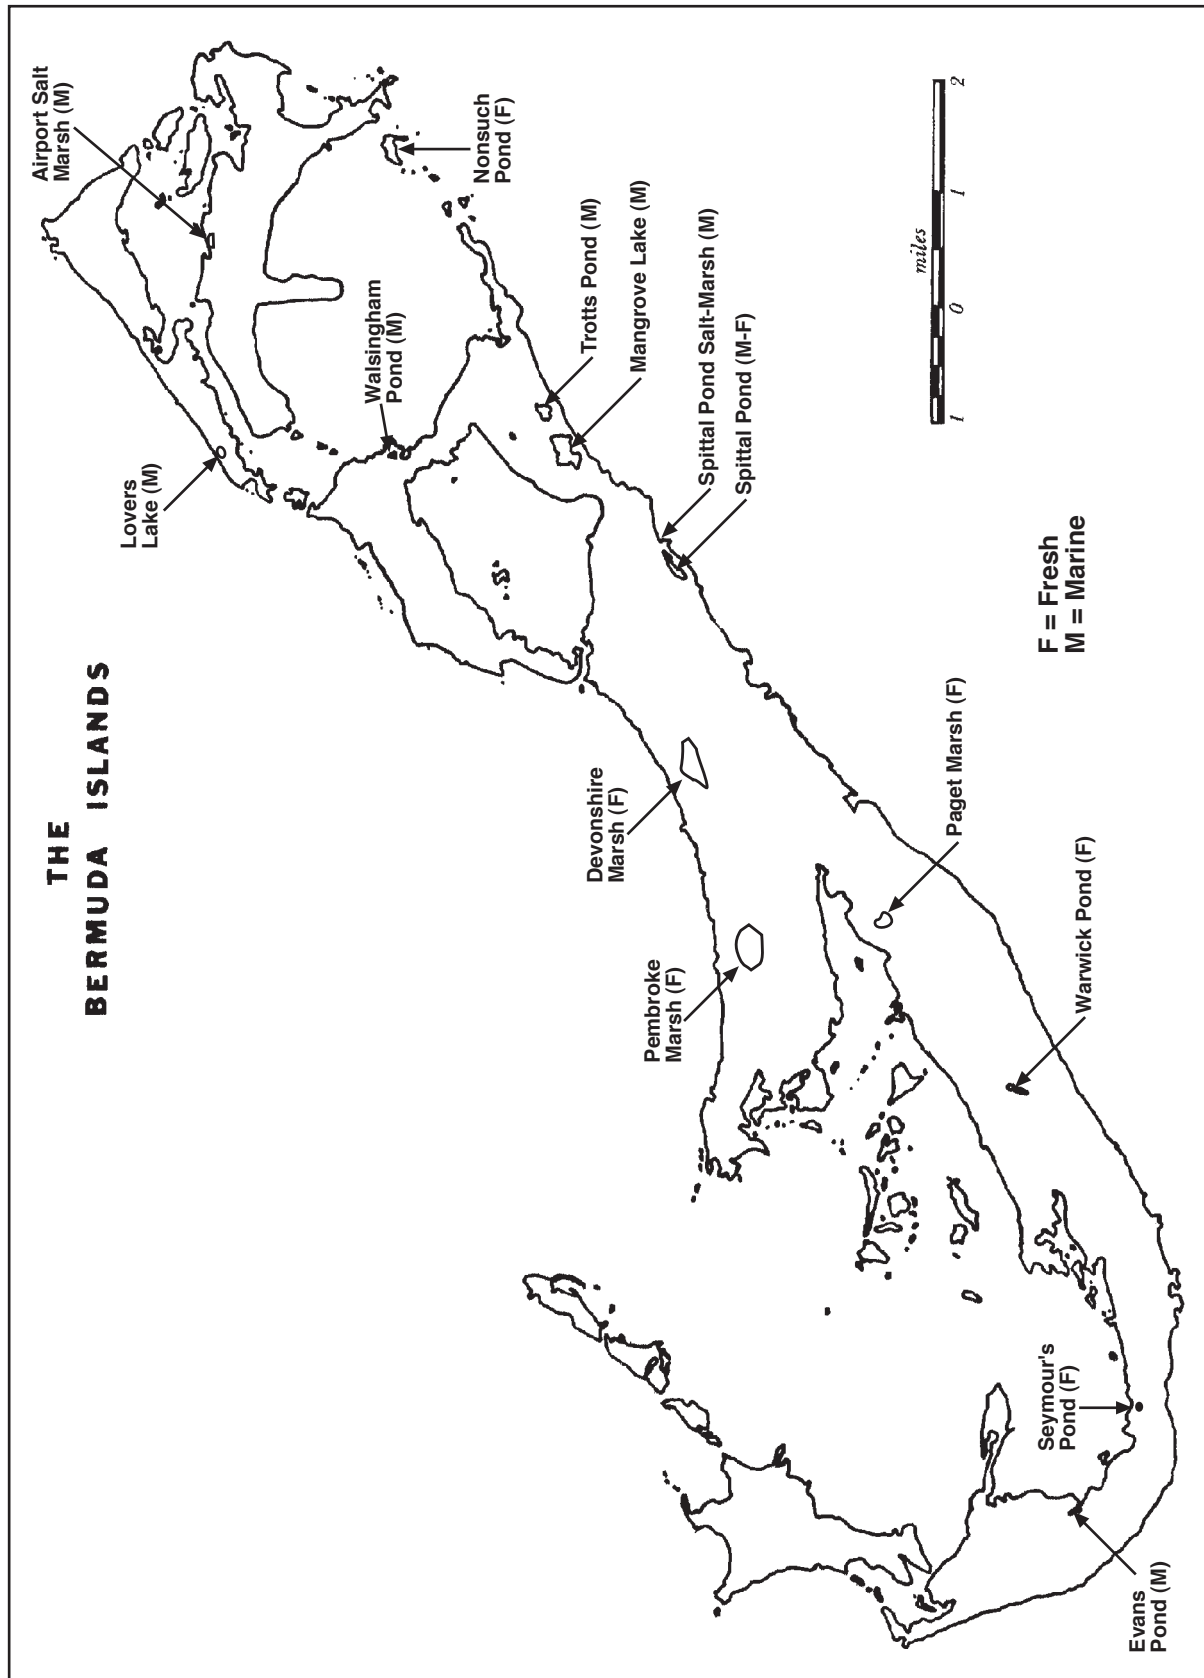 THE
BERMUDA ISLANDS
Evans
Pond (M)
Seymour's
Pond (F)
Warwick Pond (F)
Pembroke
Marsh (F)
Paget Marsh (F)
Devonshire
Marsh (F)
F = Fresh
M = Marine
Lovers
Lake (M)
Spittal Pond (M-F)
Spittal Pond Salt-Marsh (M)
Mangrove Lake (M)
Trotts Pond (M)
Walsingham
Pond (M)
Nonsuch
Pond (F)
Airport Salt
Marsh (M)
miles
1 0 1 2